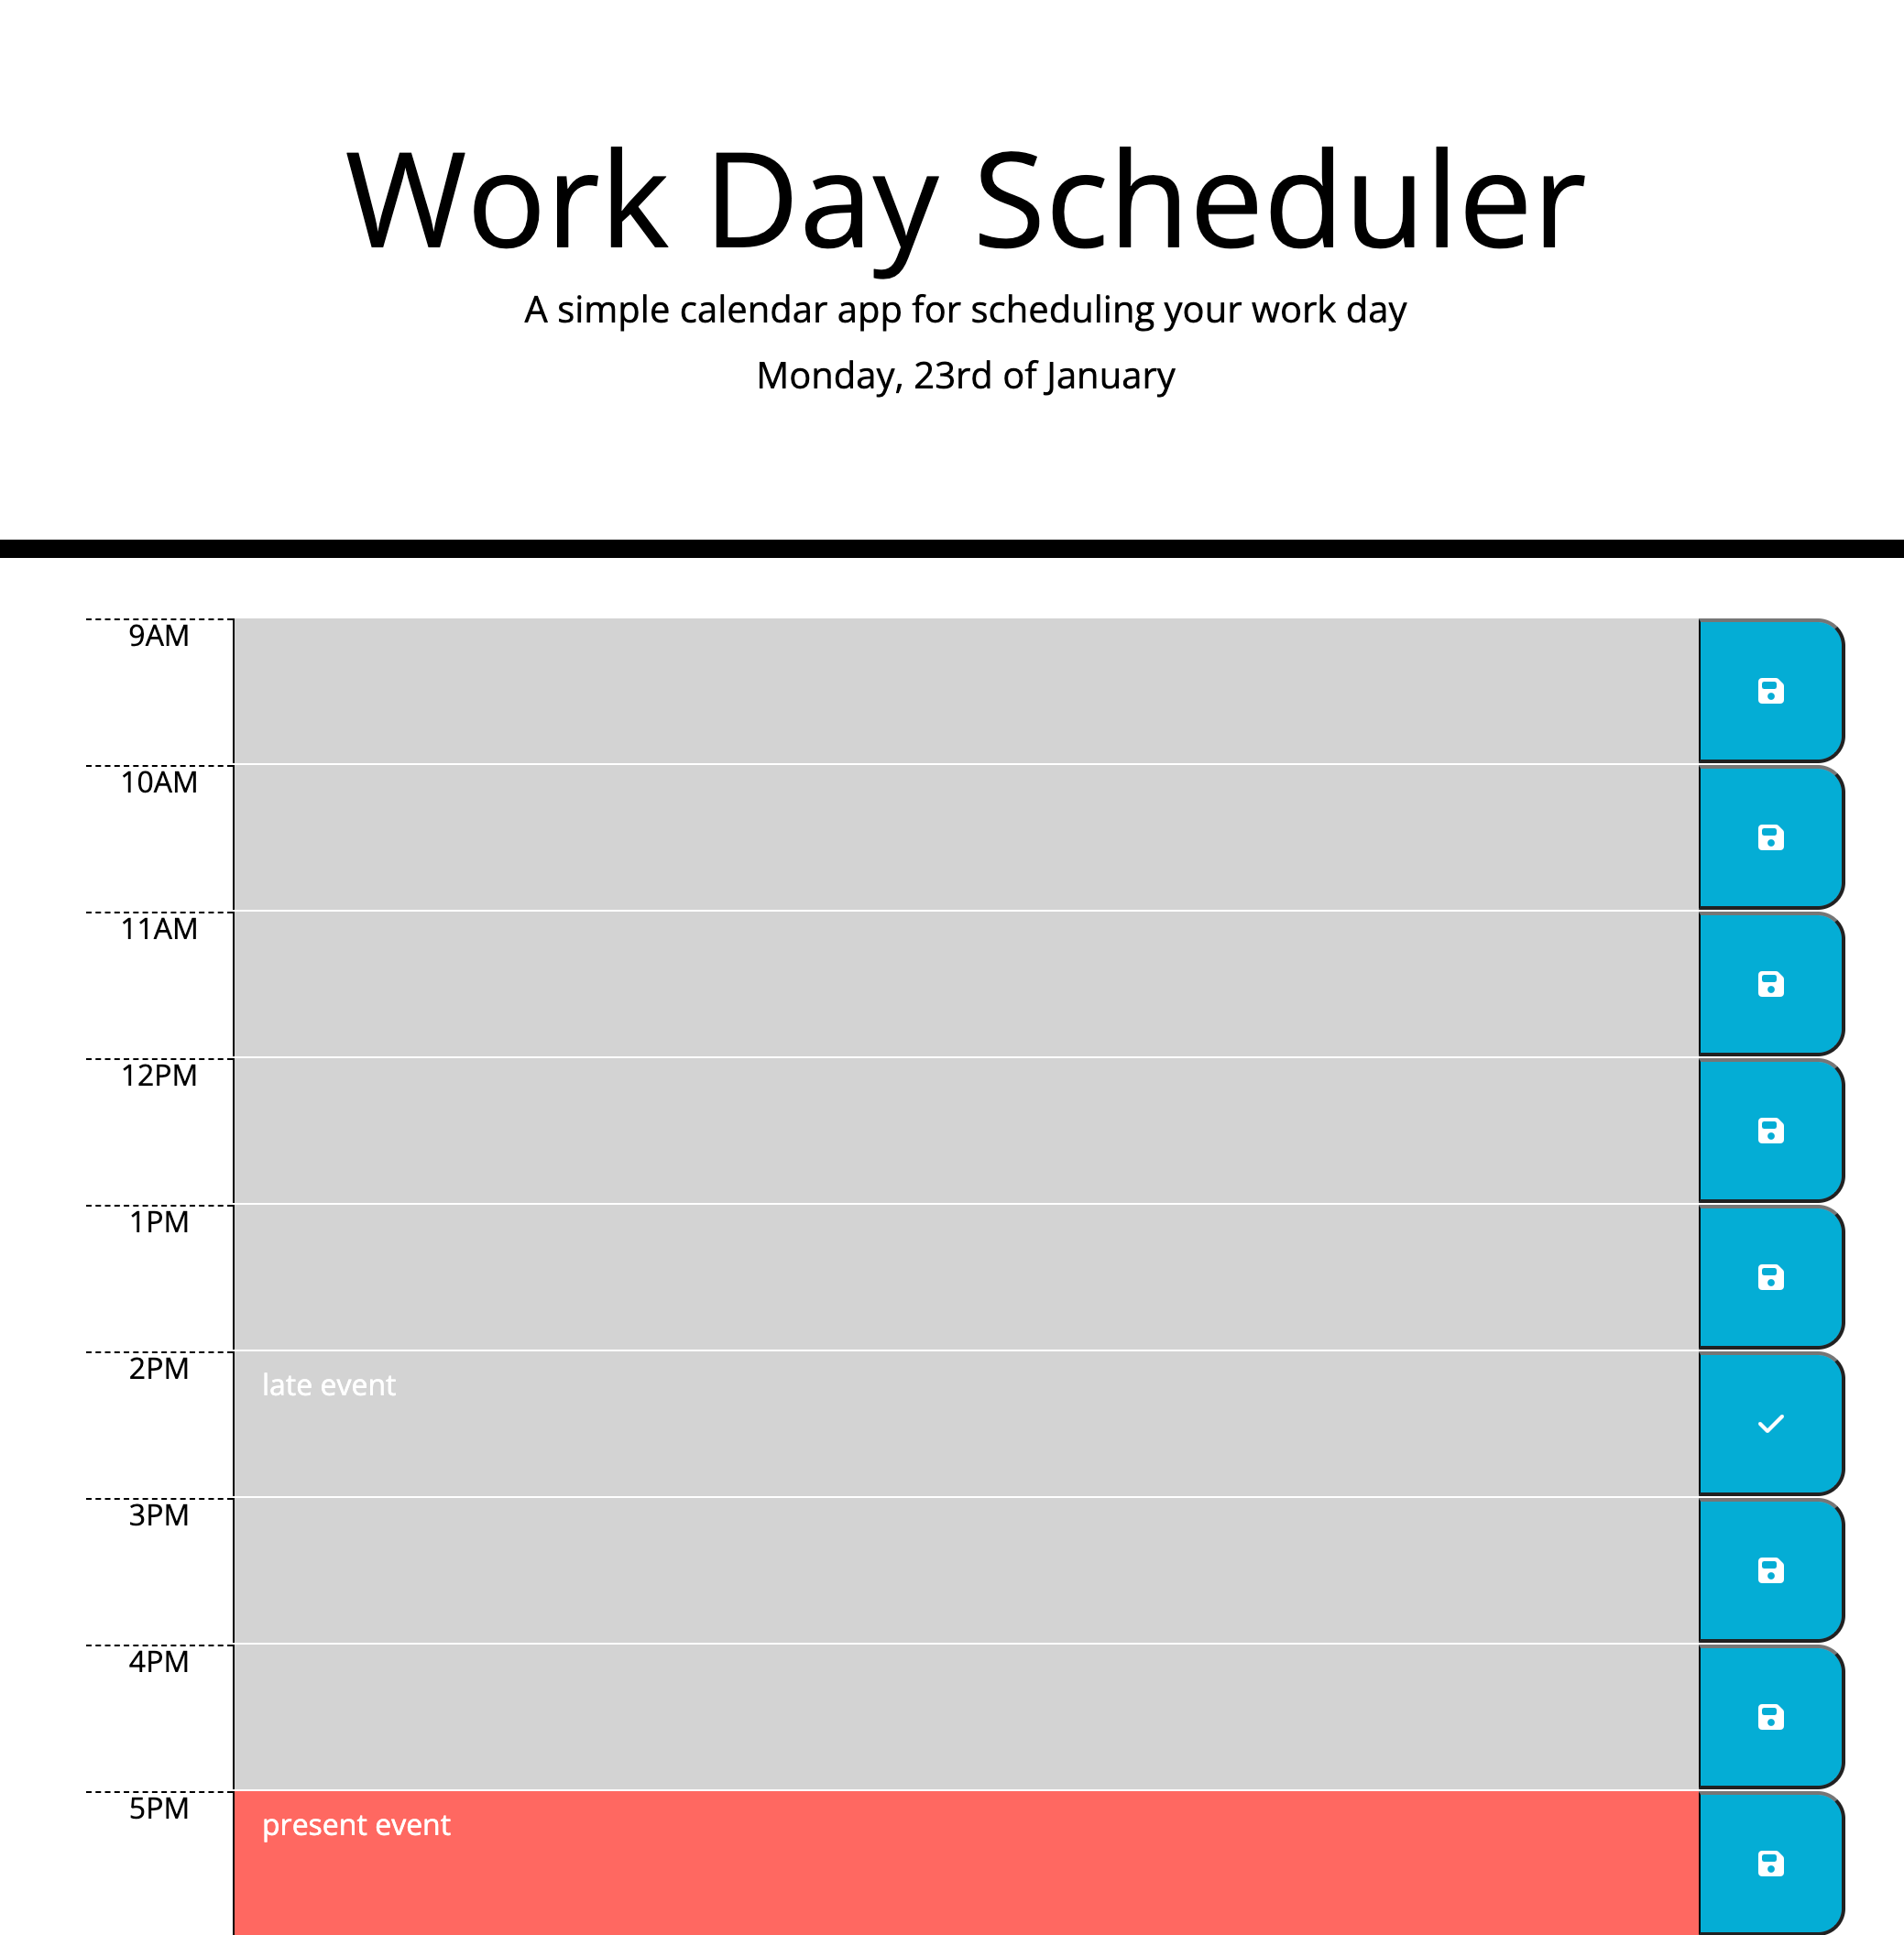 Work Day Scheduler
A simple calendar app for scheduling your work day
Monday, 23rd of January
9AM
10AM
11AM
12PM
1PM
2PM
late event
3PM
4PM
5PM
present event